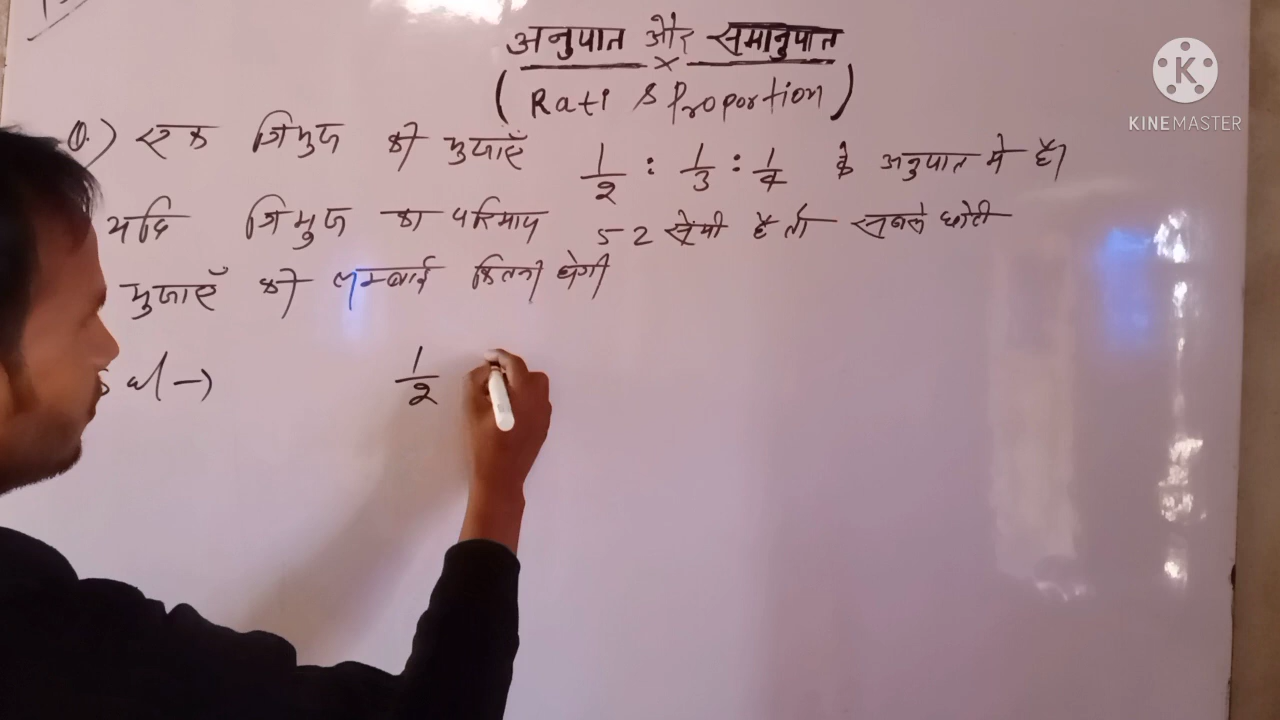 अनुपात और समानुपात
×
( Rati & Proportion )
Q.) एक त्रिभुज की भुजाएँ 1/2 : 1/3 : 1/4 के अनुपात मे है।
यदि त्रिभुज का परिमाप 52 सेमी है तो सबसे छोटी
भुजाएँ की लम्बाई कितनी होगी
1/2
KINEMASTER